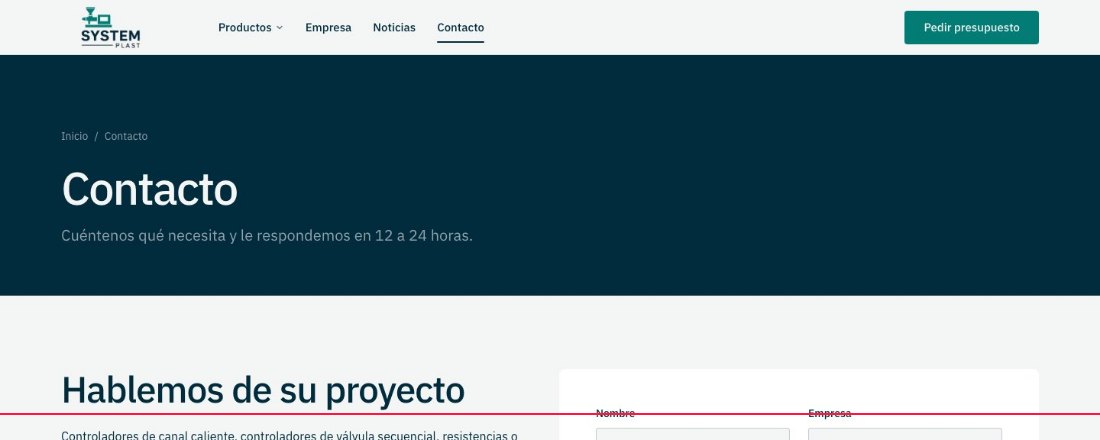 SYSTEM
PLAST
Productos
Empresa
Noticias
Contacto
Pedir presupuesto
Inicio / Contacto
Contacto
Cuéntenos qué necesita y le respondemos en 12 a 24 horas.
Hablemos de su proyecto
Nombre
Empresa
Controladores de canal caliente, controladores de válvula secuencial, resistencias o